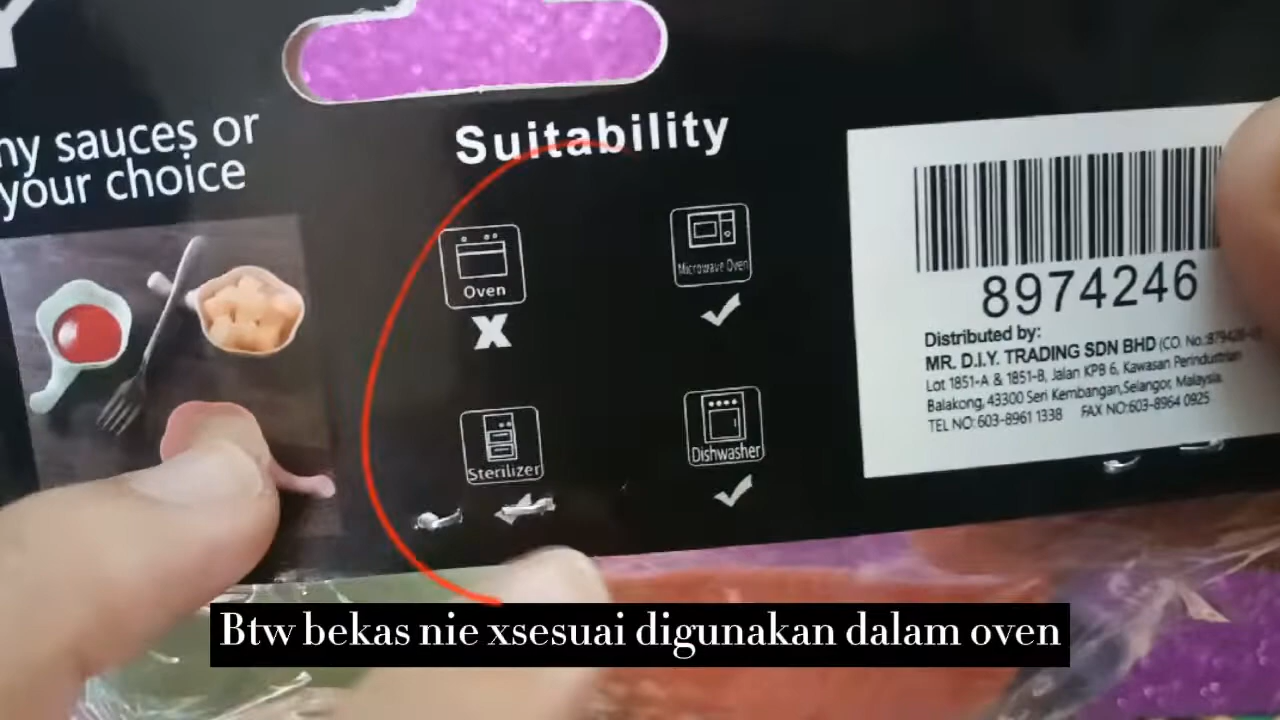 Y
ny sauces or
your choice
Suitability
Oven
Microwave Oven
X
Sterilizer
Dishwasher
8974246
Distributed by:
MR. D.I.Y. TRADING SDN BHD (CO. No.:
Lot 1851-A & 1851-B, Jalan KPB 6, Kawasan Perindustrian
Balakong, 43300 Seri Kembangan,Selangor, Malaysia.
TEL NO:603-8961 1338 FAX NO:603-8964 0925
Btw bekas nie xsesuai digunakan dalam oven